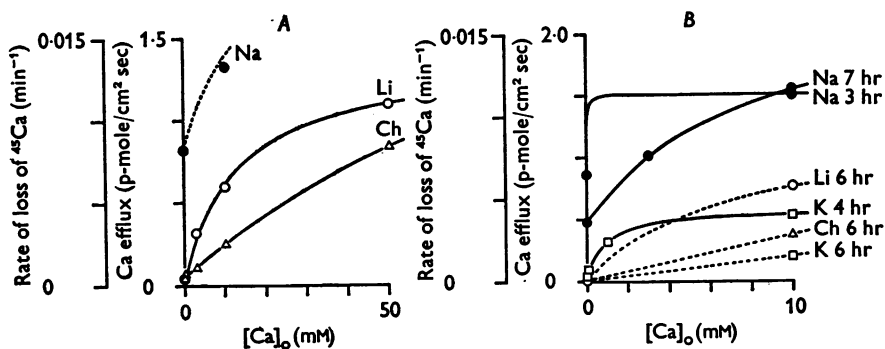 A
0·015
Rate of loss of ⁴⁵Ca (min⁻¹)
0
1·5
Ca efflux (p-mole/cm² sec)
0
Na
Li
Ch
0
50
[Ca]ₒ (mM)
B
0·015
Rate of loss of ⁴⁵Ca (min⁻¹)
0
2·0
Ca efflux (p-mole/cm² sec)
0
Na 7 hr
Na 3 hr
Li 6 hr
K 4 hr
Ch 6 hr
K 6 hr
0
10
[Ca]ₒ (mM)